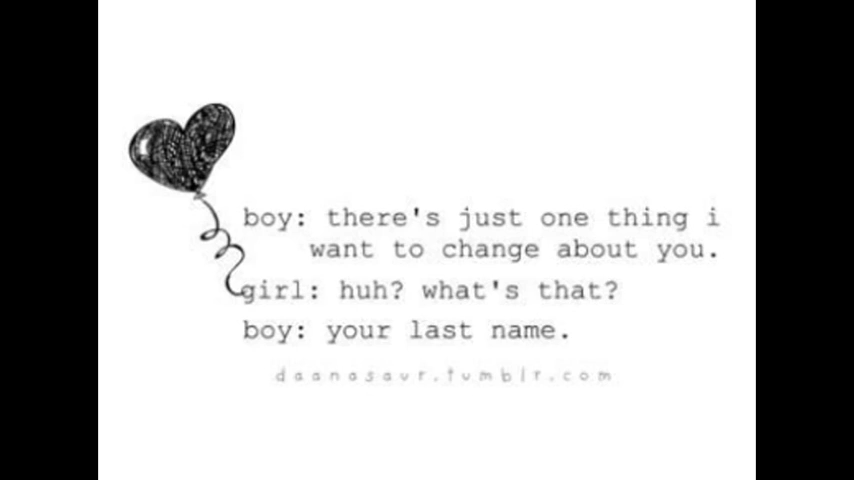 boy: there's just one thing i
want to change about you.
girl: huh? what's that?
boy: your last name.
daanasaur.tumblr.com